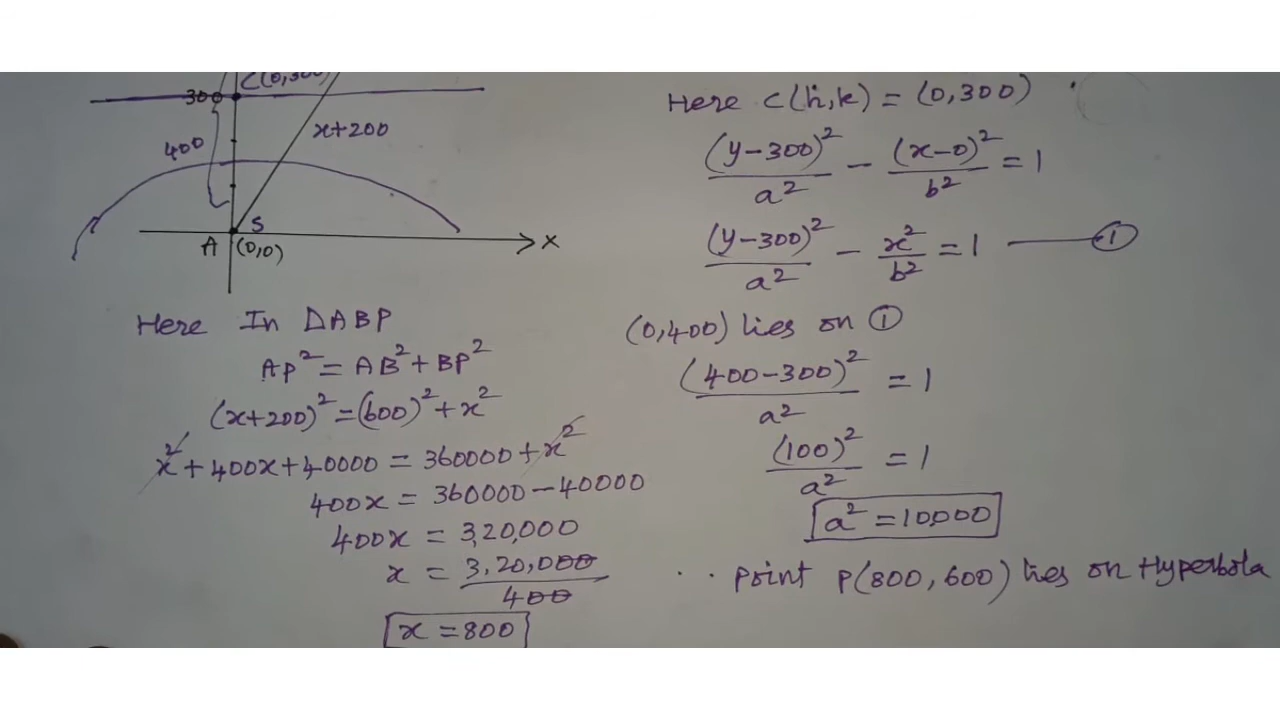 C(0,300)
300
400
x+200
S
A (0,0)
X
Here In ΔABP
AP² = AB² + BP²
(x+200)² = (600)² + x²
x² + 400x + 40000 = 360000 + x²
400x = 360000 − 40000
400x = 3,20,000
x = 3,20,000 / 400
x = 800
Here C(h,k) = (0,300)
(y−300)² / a² − (x−0)² / b² = 1
(y−300)² / a² − x² / b² = 1 —— ①
(0,400) lies on ①
(400−300)² / a² = 1
(100)² / a² = 1
a² = 10000
.. point P(800,600) lies on Hyperbola